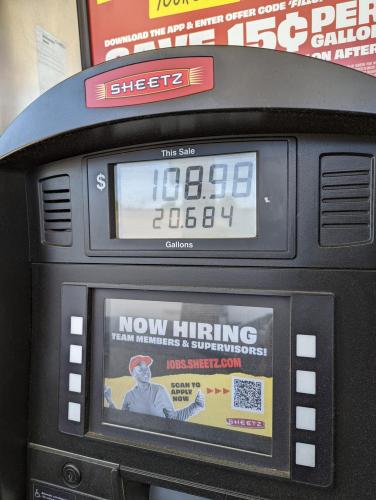 DOWNLOAD THE APP & ENTER OFFER CODE
SAVE 15¢ PER
GALLON
SHEETZ
This Sale
$ 108.98
20.684
Gallons
NOW HIRING
TEAM MEMBERS & SUPERVISORS!
JOBS.SHEETZ.COM
SCAN TO
APPLY
NOW
SHEETZ